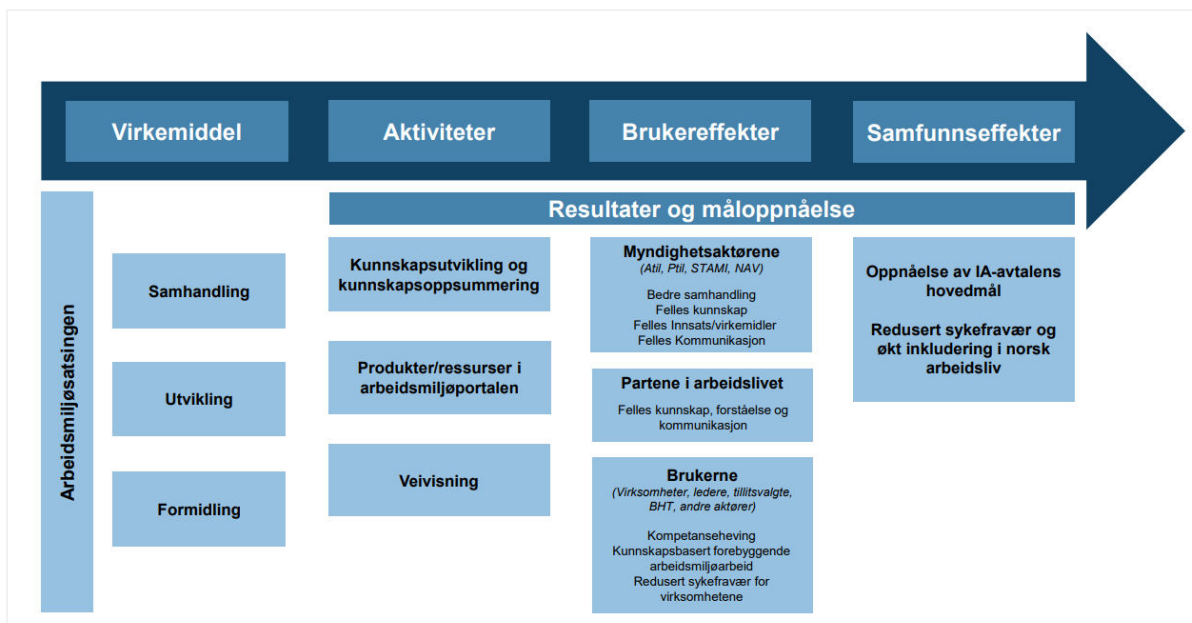 Virkemiddel
Aktiviteter
Brukereffekter
Samfunnseffekter
Resultater og måloppnåelse
Arbeidsmiljøsatsingen
Samhandling
Utvikling
Formidling
Kunnskapsutvikling og
kunnskapsoppsummering
Produkter/ressurser i
arbeidsmiljøportalen
Veivisning
Myndighetsaktørene
(Atil, Ptil, STAMI, NAV)
Bedre samhandling
Felles kunnskap
Felles Innsats/virkemidler
Felles Kommunikasjon
Partene i arbeidslivet
Felles kunnskap, forståelse og
kommunikasjon
Brukerne
(Virksomheter, ledere, tillitsvalgte,
BHT, andre aktører)
Kompetanseheving
Kunnskapsbasert forebyggende
arbeidsmiljøarbeid
Redusert sykefravær for
virksomhetene
Oppnåelse av IA-avtalens
hovedmål
Redusert sykefravær og
økt inkludering i norsk
arbeidsliv